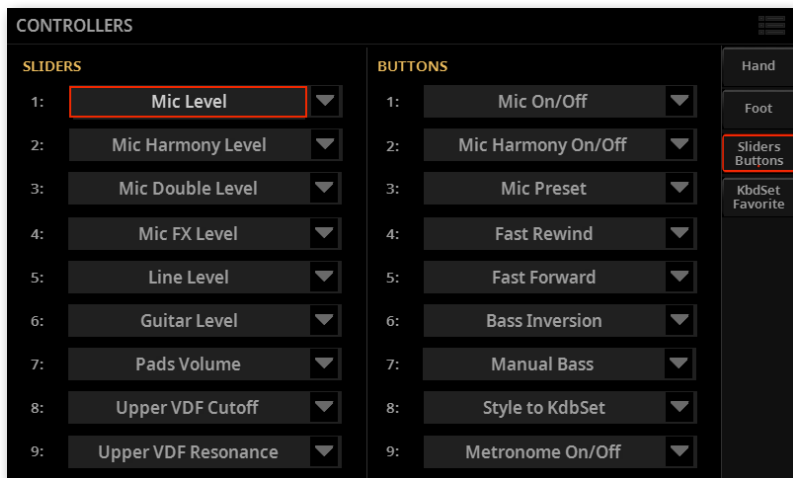 CONTROLLERS
SLIDERS
1: Mic Level
2: Mic Harmony Level
3: Mic Double Level
4: Mic FX Level
5: Line Level
6: Guitar Level
7: Pads Volume
8: Upper VDF Cutoff
9: Upper VDF Resonance
BUTTONS
1: Mic On/Off
2: Mic Harmony On/Off
3: Mic Preset
4: Fast Rewind
5: Fast Forward
6: Bass Inversion
7: Manual Bass
8: Style to KdbSet
9: Metronome On/Off
Hand
Foot
Sliders
Buttons
KbdSet
Favorite